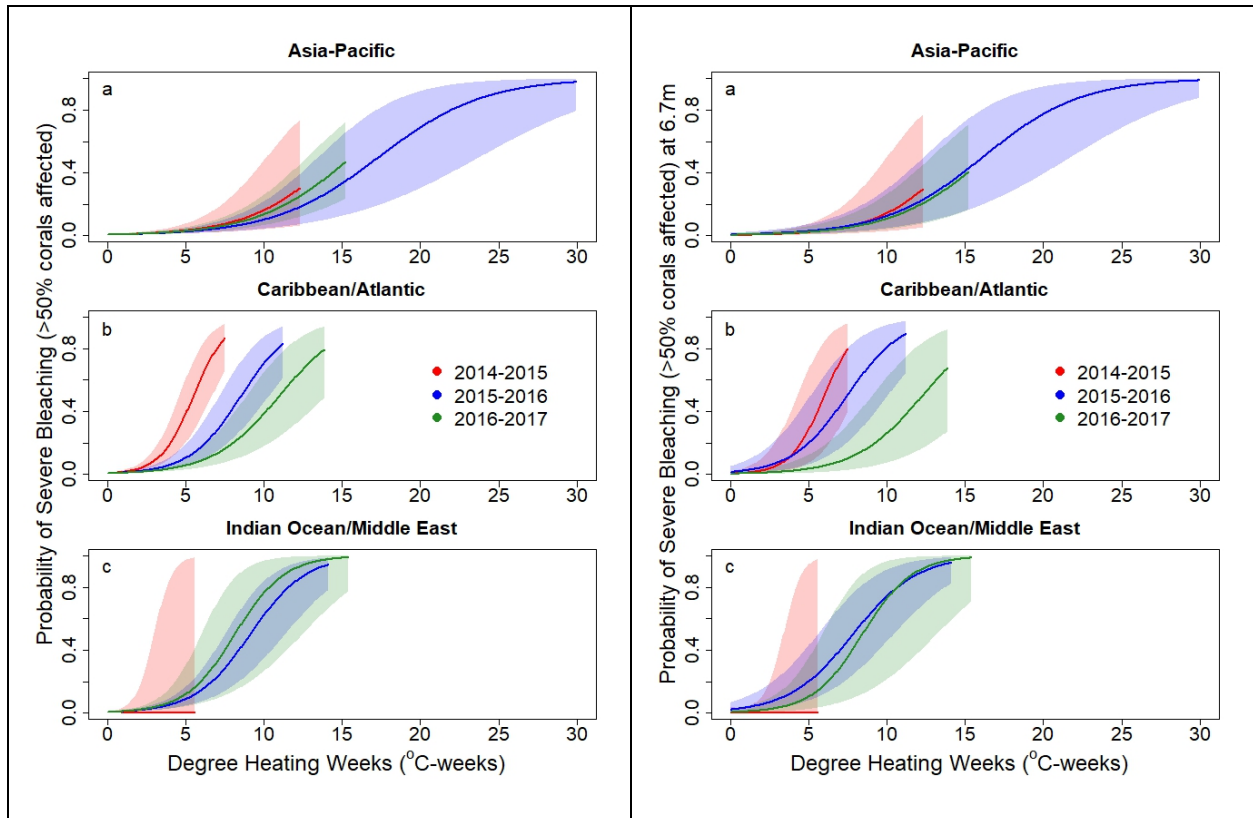 Asia-Pacific
a
0.0 0.4 0.8
0 5 10 15 20 25 30
Caribbean/Atlantic
b
2014-2015
2015-2016
2016-2017
0.0 0.4 0.8
0 5 10 15 20 25 30
Indian Ocean/Middle East
c
0.0 0.4 0.8
0 5 10 15 20 25 30
Degree Heating Weeks (°C-weeks)
Probability of Severe Bleaching (>50% corals affected)
Asia-Pacific
a
0.0 0.4 0.8
0 5 10 15 20 25 30
Caribbean/Atlantic
b
2014-2015
2015-2016
2016-2017
0.0 0.4 0.8
0 5 10 15 20 25 30
Indian Ocean/Middle East
c
0.0 0.4 0.8
0 5 10 15 20 25 30
Degree Heating Weeks (°C-weeks)
Probability of Severe Bleaching (>50% corals affected) at 6.7m